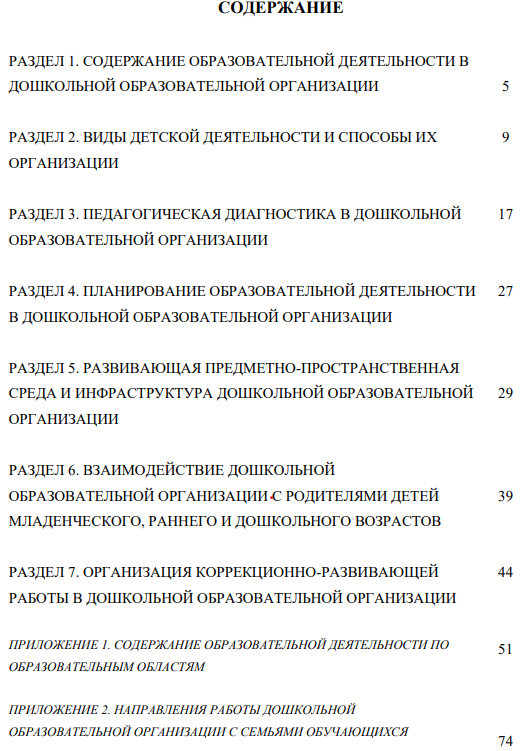 СОДЕРЖАНИЕ
РАЗДЕЛ 1. СОДЕРЖАНИЕ ОБРАЗОВАТЕЛЬНОЙ ДЕЯТЕЛЬНОСТИ В
ДОШКОЛЬНОЙ ОБРАЗОВАТЕЛЬНОЙ ОРГАНИЗАЦИИ 5
РАЗДЕЛ 2. ВИДЫ ДЕТСКОЙ ДЕЯТЕЛЬНОСТИ И СПОСОБЫ ИХ 9
ОРГАНИЗАЦИИ
РАЗДЕЛ 3. ПЕДАГОГИЧЕСКАЯ ДИАГНОСТИКА В ДОШКОЛЬНОЙ 17
ОБРАЗОВАТЕЛЬНОЙ ОРГАНИЗАЦИИ
РАЗДЕЛ 4. ПЛАНИРОВАНИЕ ОБРАЗОВАТЕЛЬНОЙ ДЕЯТЕЛЬНОСТИ 27
В ДОШКОЛЬНОЙ ОБРАЗОВАТЕЛЬНОЙ ОРГАНИЗАЦИИ
РАЗДЕЛ 5. РАЗВИВАЮЩАЯ ПРЕДМЕТНО-ПРОСТРАНСТВЕННАЯ
СРЕДА И ИНФРАСТРУКТУРА ДОШКОЛЬНОЙ ОБРАЗОВАТЕЛЬНОЙ 29
ОРГАНИЗАЦИИ
РАЗДЕЛ 6. ВЗАИМОДЕЙСТВИЕ ДОШКОЛЬНОЙ
ОБРАЗОВАТЕЛЬНОЙ ОРГАНИЗАЦИИ С РОДИТЕЛЯМИ ДЕТЕЙ 39
МЛАДЕНЧЕСКОГО, РАННЕГО И ДОШКОЛЬНОГО ВОЗРАСТОВ
РАЗДЕЛ 7. ОРГАНИЗАЦИЯ КОРРЕКЦИОННО-РАЗВИВАЮЩЕЙ 44
РАБОТЫ В ДОШКОЛЬНОЙ ОБРАЗОВАТЕЛЬНОЙ ОРГАНИЗАЦИИ
ПРИЛОЖЕНИЕ 1. СОДЕРЖАНИЕ ОБРАЗОВАТЕЛЬНОЙ ДЕЯТЕЛЬНОСТИ ПО 51
ОБРАЗОВАТЕЛЬНЫМ ОБЛАСТЯМ
ПРИЛОЖЕНИЕ 2. НАПРАВЛЕНИЯ РАБОТЫ ДОШКОЛЬНОЙ
ОБРАЗОВАТЕЛЬНОЙ ОРГАНИЗАЦИИ С СЕМЬЯМИ ОБУЧАЮЩИХСЯ 74